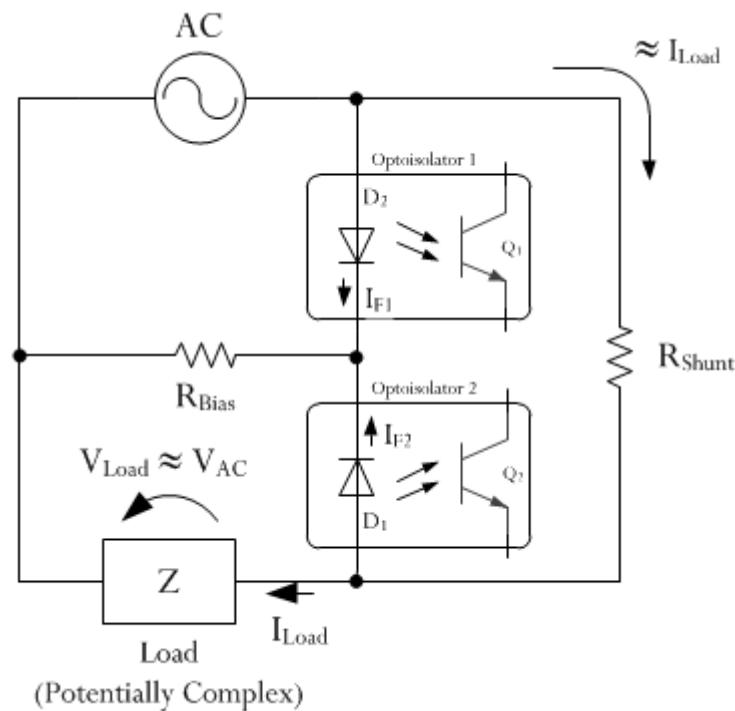 AC
≈ I_Load
Optoisolator 1
D₂
Q₁
I_F1
R_Shunt
R_Bias
Optoisolator 2
I_F2
V_Load ≈ V_AC
Q₂
D₁
Z
I_Load
Load
(Potentially Complex)